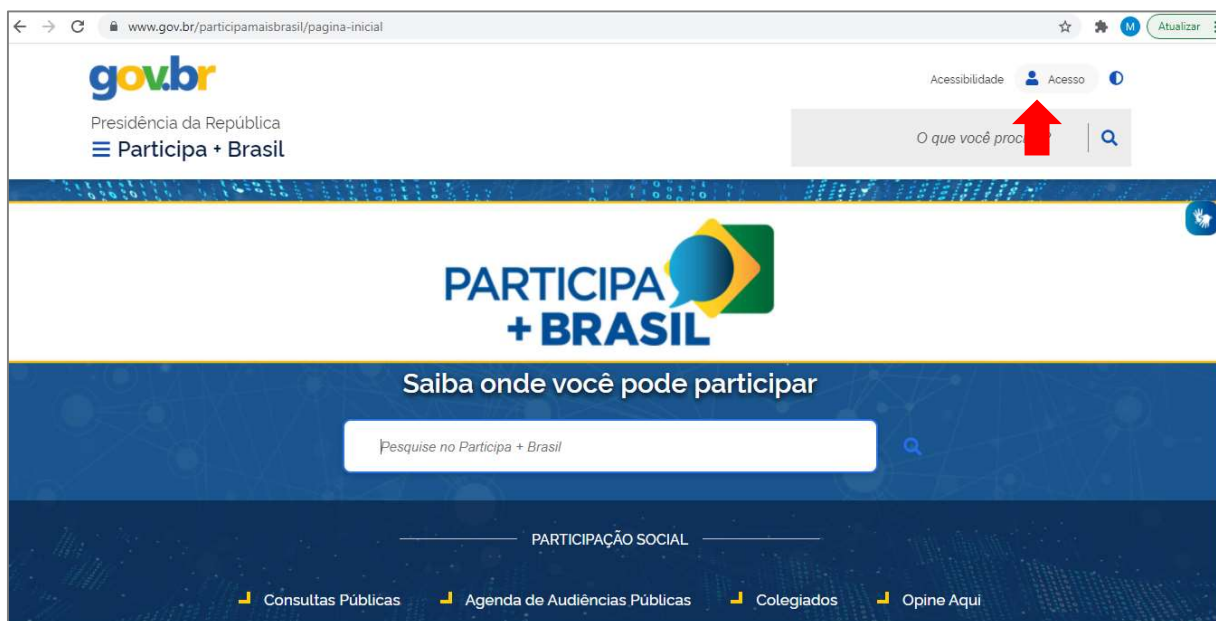 www.gov.br/participamaisbrasil/pagina-inicial
M
Atualizar
gov.br
Acessibilidade
Acesso
Presidência da República
Participa + Brasil
O que você
PARTICIPA
+ BRASIL
Saiba onde você pode participar
Pesquise no Participa + Brasil
PARTICIPAÇÃO SOCIAL
Consultas Públicas
Agenda de Audiências Públicas
Colegiados
Opine Aqui